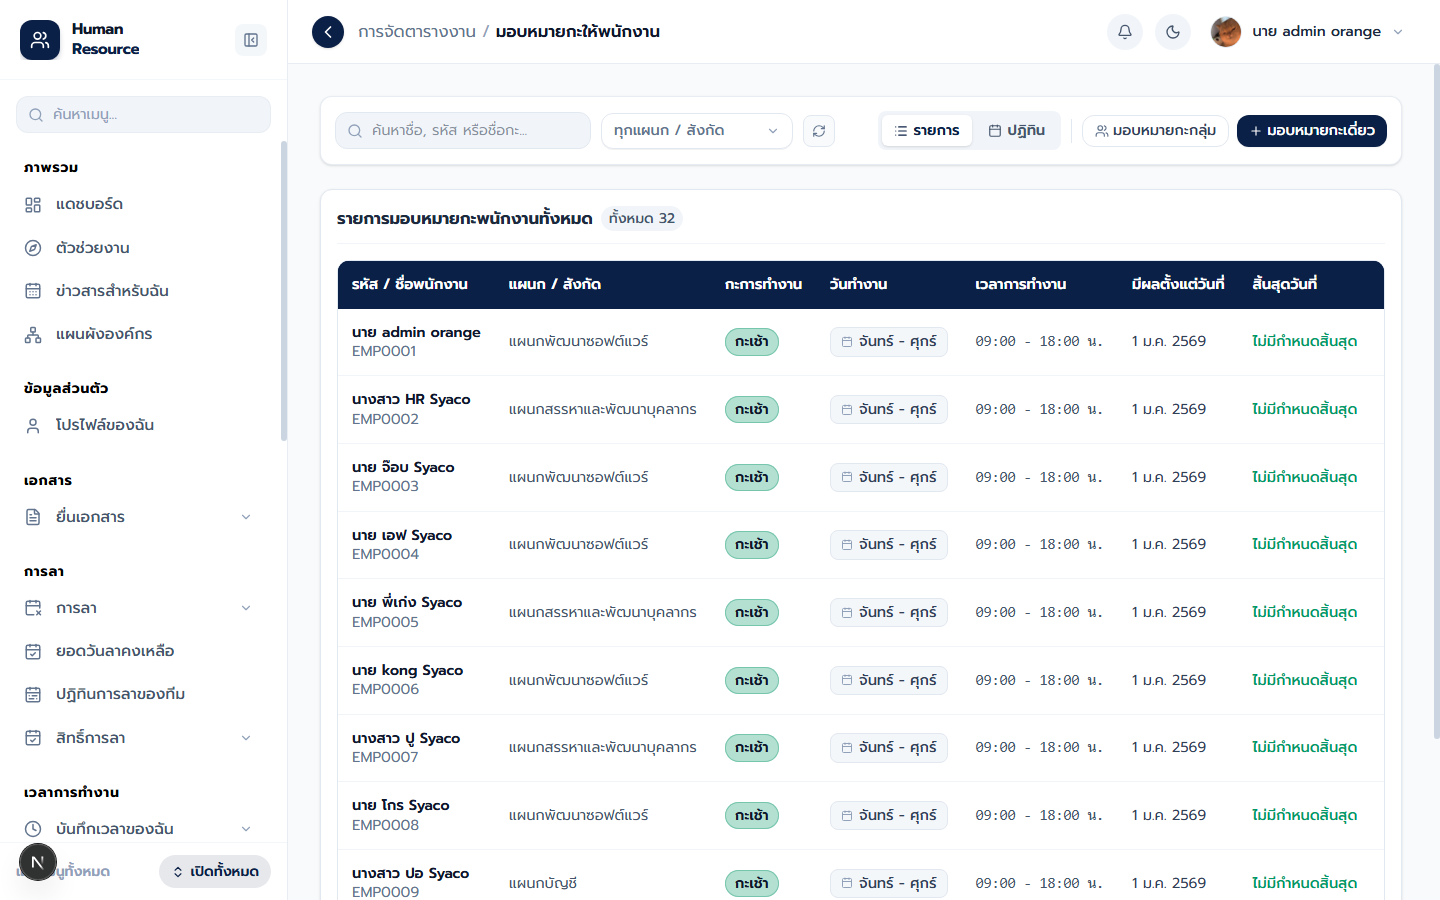 Human
Resource
การจัดตารางงาน / มอบหมายกะให้พนักงาน
นาย admin orange
ค้นหาเมนู...
ภาพรวม
แดชบอร์ด
ตัวช่วยงาน
ข่าวสารสำหรับฉัน
แผนผังองค์กร
ข้อมูลส่วนตัว
โปรไฟล์ของฉัน
เอกสาร
ยื่นเอกสาร
การลา
การลา
ยอดวันลาคงเหลือ
ปฏิทินการลาของทีม
สิทธิ์การลา
เวลาการทำงาน
บันทึกเวลาของฉัน
N
นูทั้งหมด
เปิดทั้งหมด
ค้นหาชื่อ, รหัส หรือชื่อกะ...
ทุกแผนก / สังกัด
รายการ
ปฏิทิน
มอบหมายกะกลุ่ม
+ มอบหมายกะเดี่ยว
รายการมอบหมายกะพนักงานทั้งหมด ทั้งหมด 32
รหัส / ชื่อพนักงาน แผนก / สังกัด กะการทำงาน วันทำงาน เวลาการทำงาน มีผลตั้งแต่วันที่ สิ้นสุดวันที่
นาย admin orange
EMP0001
แผนกพัฒนาซอฟต์แวร์ กะเช้า จันทร์ - ศุกร์ 09:00 - 18:00 น. 1 ม.ค. 2569 ไม่มีกำหนดสิ้นสุด
นางสาว HR Syaco
EMP0002
แผนกสรรหาและพัฒนาบุคลากร กะเช้า จันทร์ - ศุกร์ 09:00 - 18:00 น. 1 ม.ค. 2569 ไม่มีกำหนดสิ้นสุด
นาย จ๊อบ Syaco
EMP0003
แผนกพัฒนาซอฟต์แวร์ กะเช้า จันทร์ - ศุกร์ 09:00 - 18:00 น. 1 ม.ค. 2569 ไม่มีกำหนดสิ้นสุด
นาย เอฟ Syaco
EMP0004
แผนกพัฒนาซอฟต์แวร์ กะเช้า จันทร์ - ศุกร์ 09:00 - 18:00 น. 1 ม.ค. 2569 ไม่มีกำหนดสิ้นสุด
นาย พี่เก่ง Syaco
EMP0005
แผนกสรรหาและพัฒนาบุคลากร กะเช้า จันทร์ - ศุกร์ 09:00 - 18:00 น. 1 ม.ค. 2569 ไม่มีกำหนดสิ้นสุด
นาย kong Syaco
EMP0006
แผนกพัฒนาซอฟต์แวร์ กะเช้า จันทร์ - ศุกร์ 09:00 - 18:00 น. 1 ม.ค. 2569 ไม่มีกำหนดสิ้นสุด
นางสาว ปู Syaco
EMP0007
แผนกสรรหาและพัฒนาบุคลากร กะเช้า จันทร์ - ศุกร์ 09:00 - 18:00 น. 1 ม.ค. 2569 ไม่มีกำหนดสิ้นสุด
นาย โกร Syaco
EMP0008
แผนกพัฒนาซอฟต์แวร์ กะเช้า จันทร์ - ศุกร์ 09:00 - 18:00 น. 1 ม.ค. 2569 ไม่มีกำหนดสิ้นสุด
นางสาว ปอ Syaco
EMP0009
แผนกบัญชี กะเช้า จันทร์ - ศุกร์ 09:00 - 18:00 น. 1 ม.ค. 2569 ไม่มีกำหนดสิ้นสุด